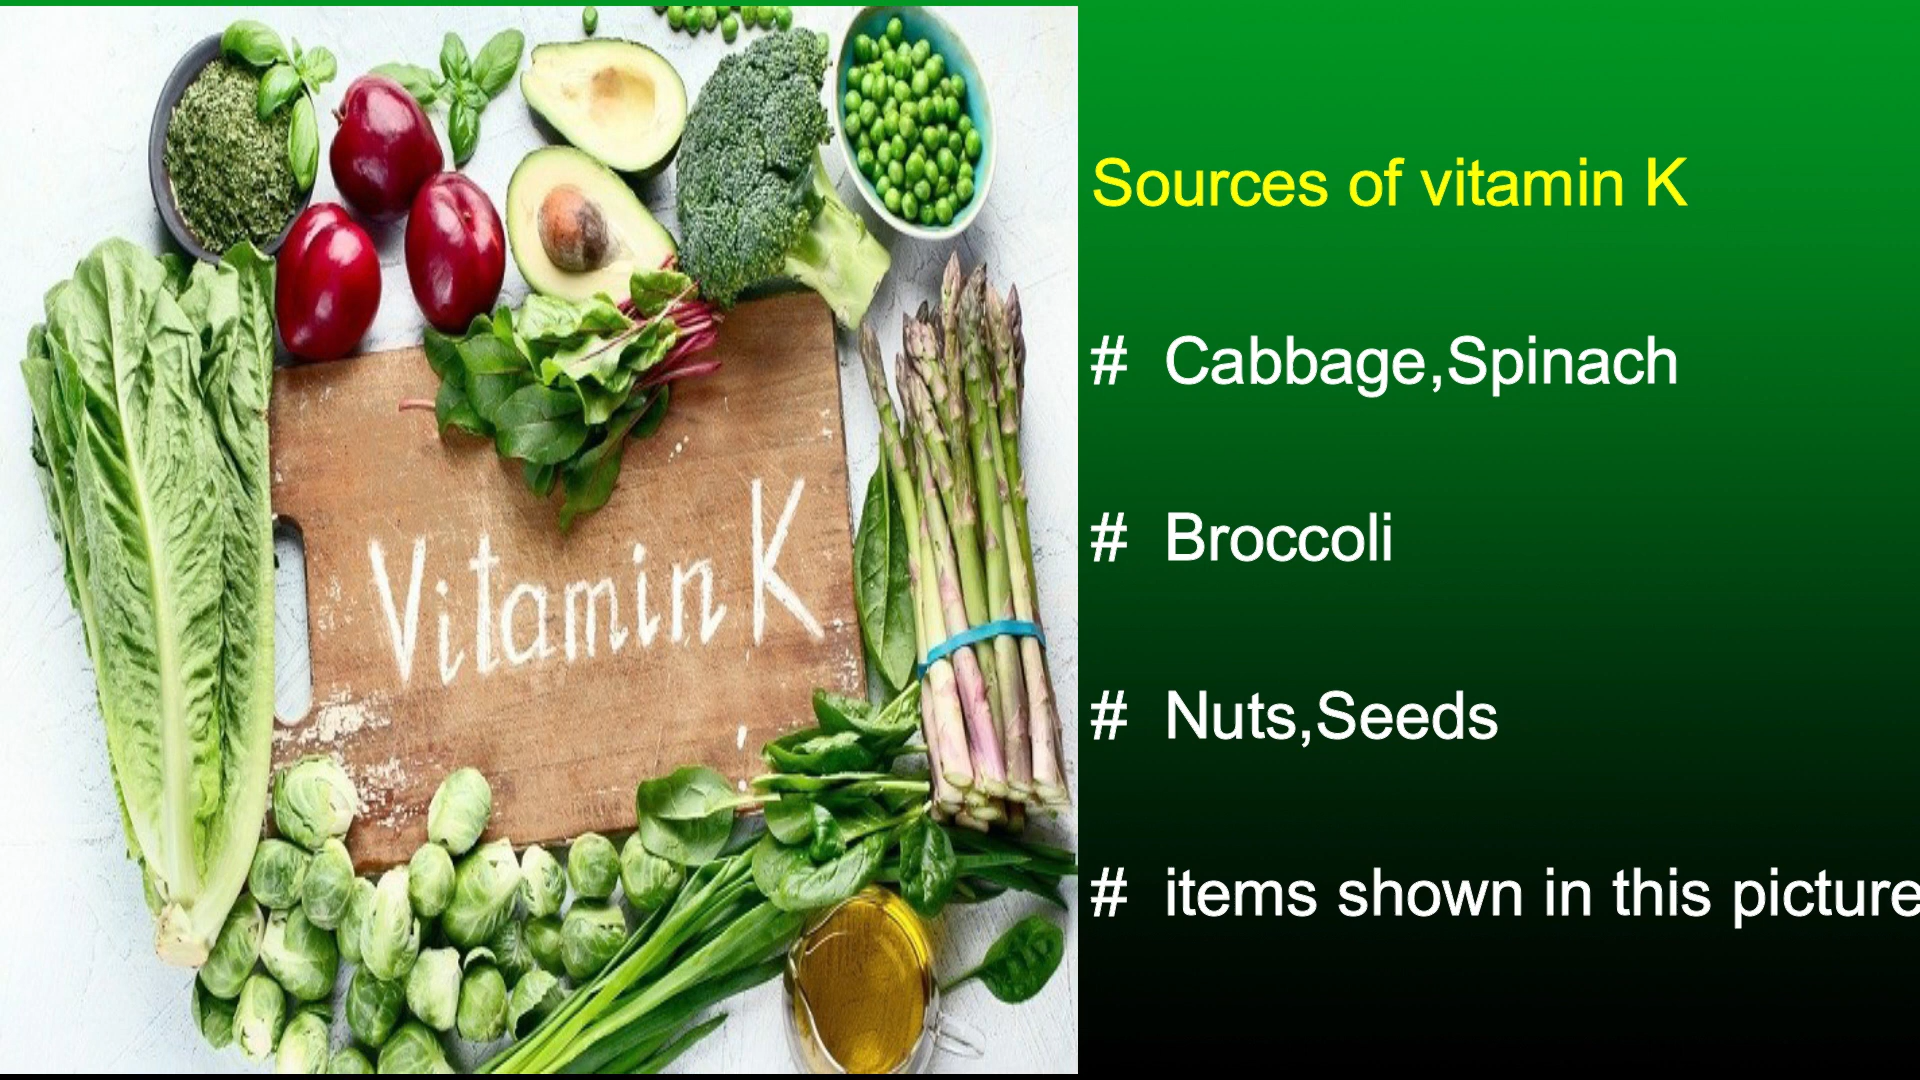 Vitamin K
Sources of vitamin K
# Cabbage,Spinach
# Broccoli
# Nuts,Seeds
# items shown in this picture